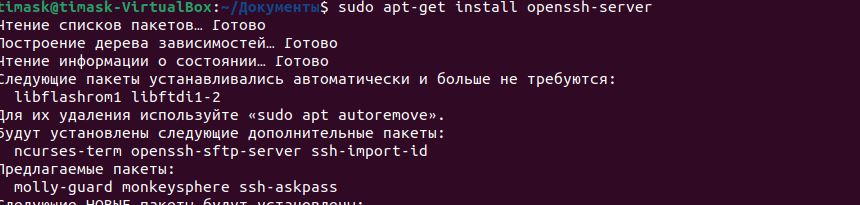 timask@timask-VirtualBox:~/Документы$ sudo apt-get install openssh-server
Чтение списков пакетов… Готово
Построение дерева зависимостей… Готово
Чтение информации о состоянии… Готово
Следующие пакеты устанавливались автоматически и больше не требуются:
libflashrom1 libftdi1-2
Для их удаления используйте «sudo apt autoremove».
будут установлены следующие дополнительные пакеты:
ncurses-term openssh-sftp-server ssh-import-id
Предлагаемые пакеты:
molly-guard monkeysphere ssh-askpass
Следующие НОВЫЕ пакеты будут установлены: